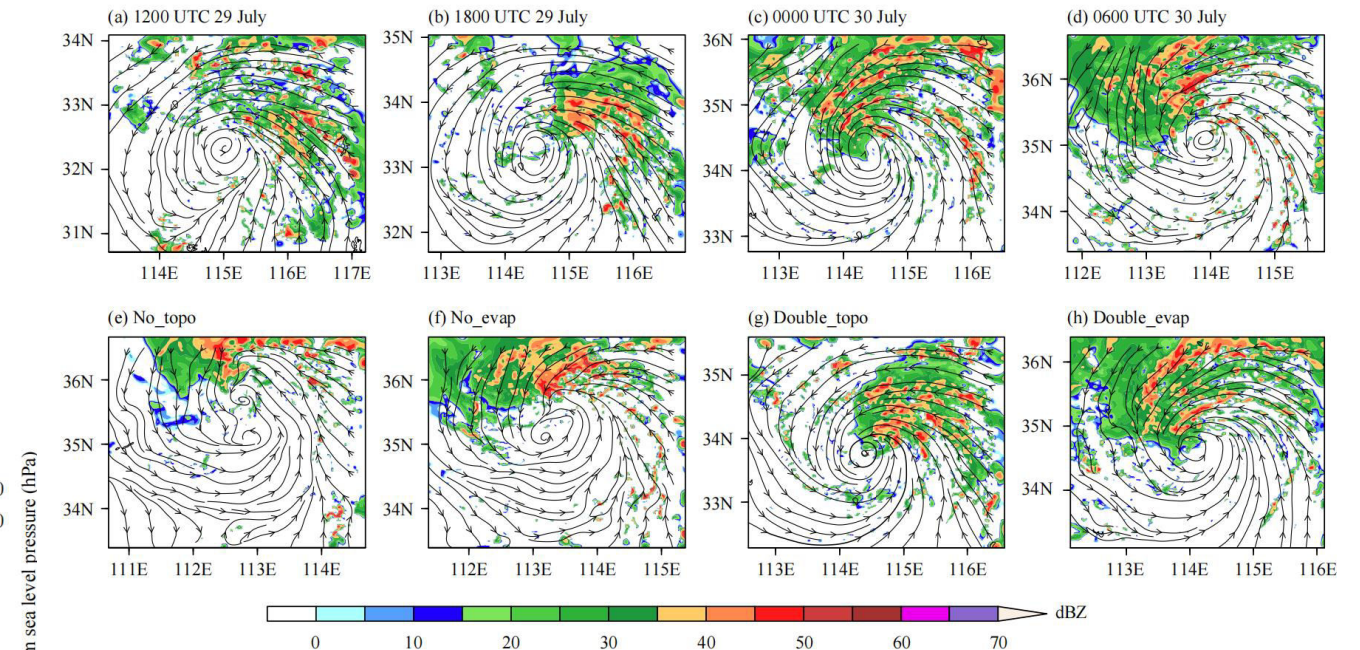 (a) 1200 UTC 29 July
(b) 1800 UTC 29 July
(c) 0000 UTC 30 July
(d) 0600 UTC 30 July
34N
33N
32N
31N
114E 115E 116E 117E
35N
34N
33N
32N
113E 114E 115E 116E
36N
35N
34N
33N
113E 114E 115E 116E
36N
35N
34N
112E 113E 114E 115E
(e) No_topo
(f) No_evap
(g) Double_topo
(h) Double_evap
36N
35N
34N
111E 112E 113E 114E
36N
35N
34N
112E 113E 114E 115E
35N
34N
33N
113E 114E 115E 116E
36N
35N
34N
113E 114E 115E 116E
0 10 20 30 40 50 60 70
dBZ
n sea level pressure (hPa)
)
)